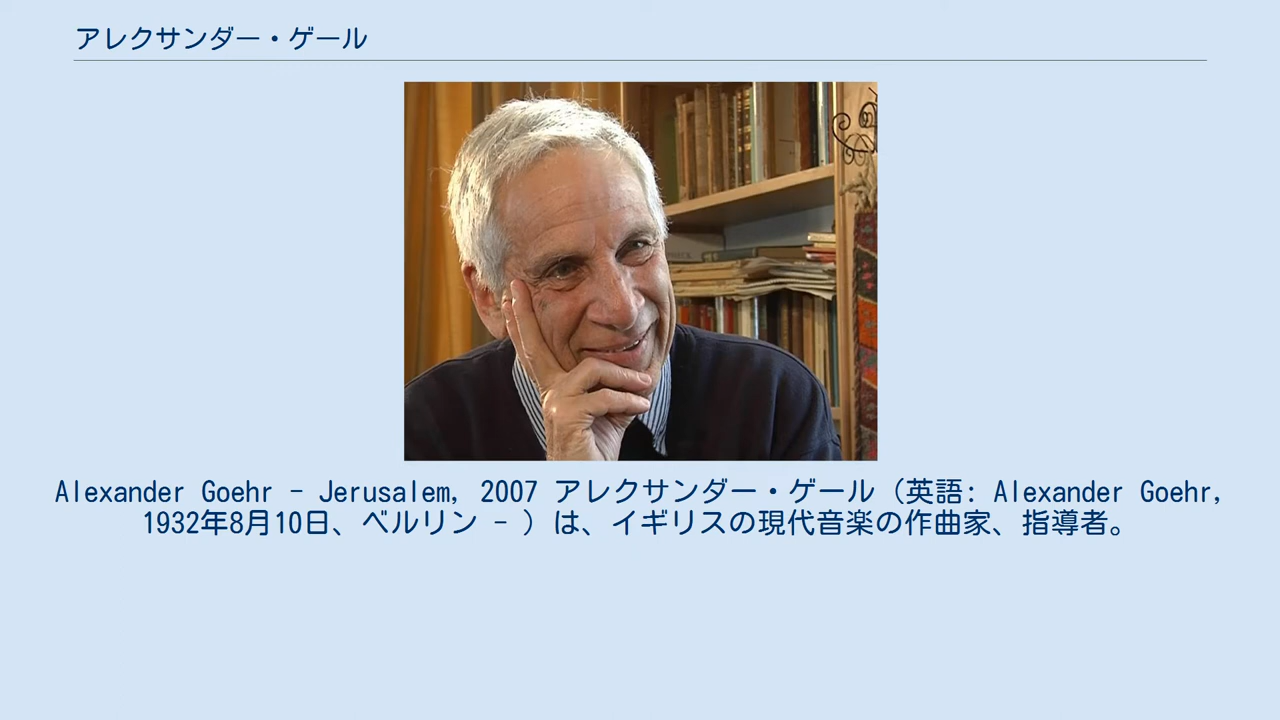 アレクサンダー・ゲール
Alexander Goehr - Jerusalem, 2007 アレクサンダー・ゲール（英語: Alexander Goehr,
1932年8月10日、ベルリン - ）は、イギリスの現代音楽の作曲家、指導者。